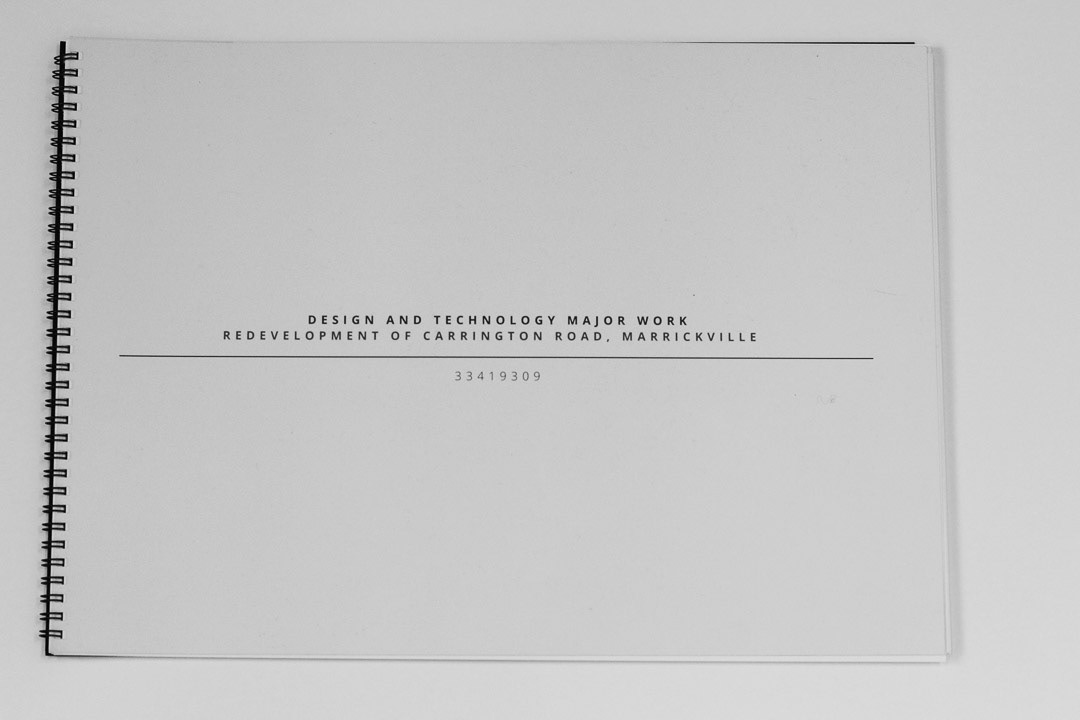 DESIGN AND TECHNOLOGY MAJOR WORK
REDEVELOPMENT OF CARRINGTON ROAD, MARRICKVILLE
33419309